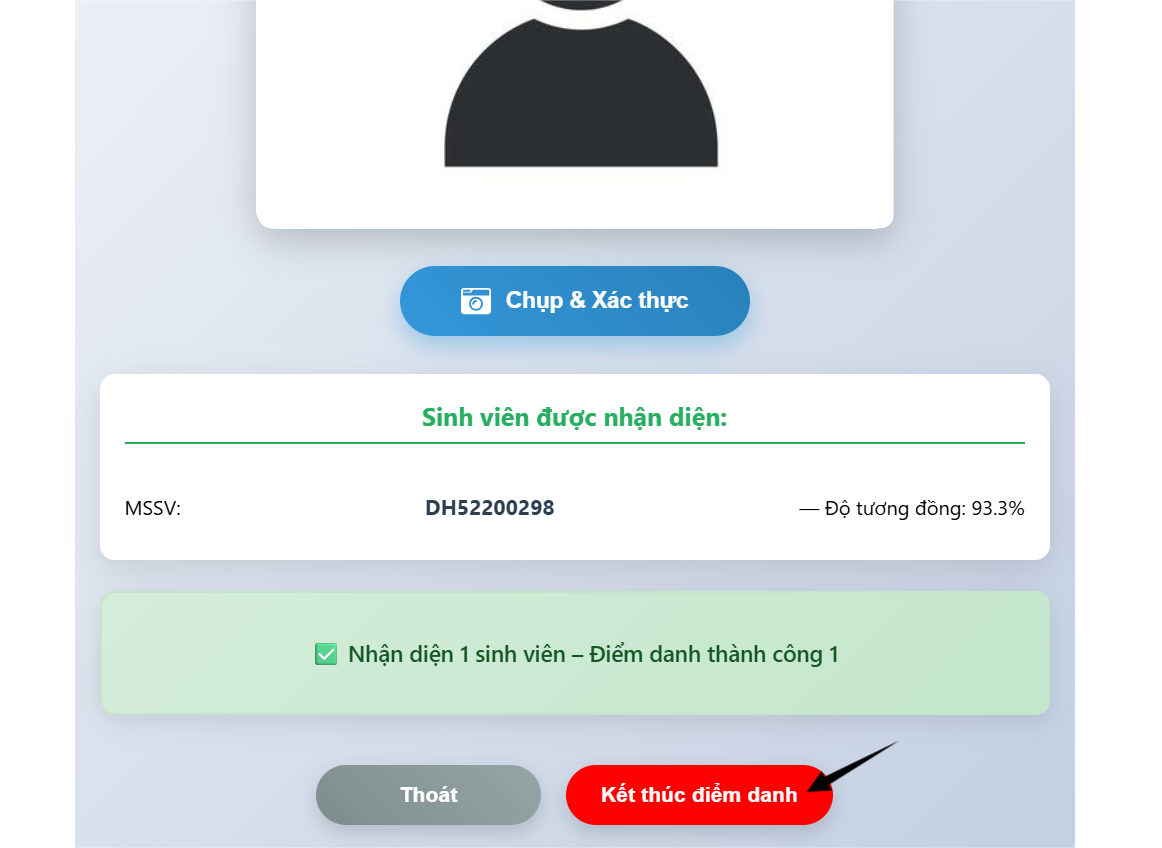 Chụp & Xác thực
Sinh viên được nhận diện:
MSSV: DH52200298 — Độ tương đồng: 93.3%
✅ Nhận diện 1 sinh viên – Điểm danh thành công 1
Thoát Kết thúc điểm danh